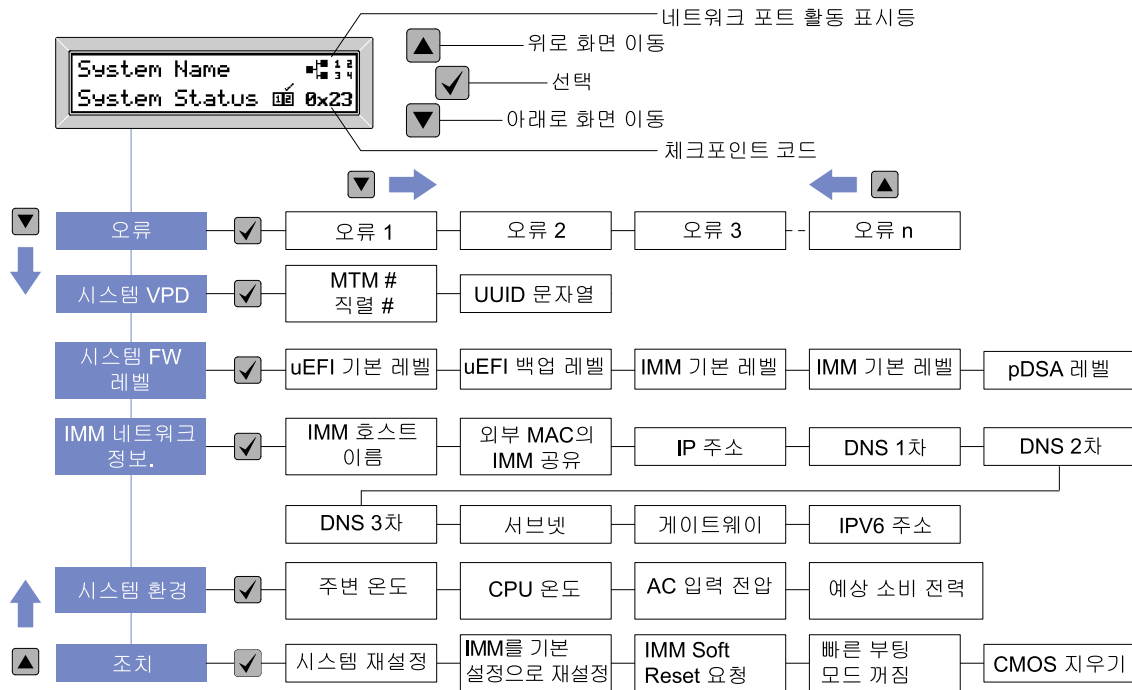 네트워크 포트 활동 표시등
System Name
1 2
3 4
System Status 12 0x23
위로 화면 이동
선택
아래로 화면 이동
체크포인트 코드
오류
오류 1
오류 2
오류 3
오류 n
시스템 VPD
MTM #
직렬 #
UUID 문자열
시스템 FW
레벨
uEFI 기본 레벨
uEFI 백업 레벨
IMM 기본 레벨
IMM 기본 레벨
pDSA 레벨
IMM 네트워크
정보.
IMM 호스트
이름
외부 MAC의
IMM 공유
IP 주소
DNS 1차
DNS 2차
DNS 3차
서브넷
게이트웨이
IPV6 주소
시스템 환경
주변 온도
CPU 온도
AC 입력 전압
예상 소비 전력
조치
시스템 재설정
IMM를 기본
설정으로 재설정
IMM Soft
Reset 요청
빠른 부팅
모드 꺼짐
CMOS 지우기